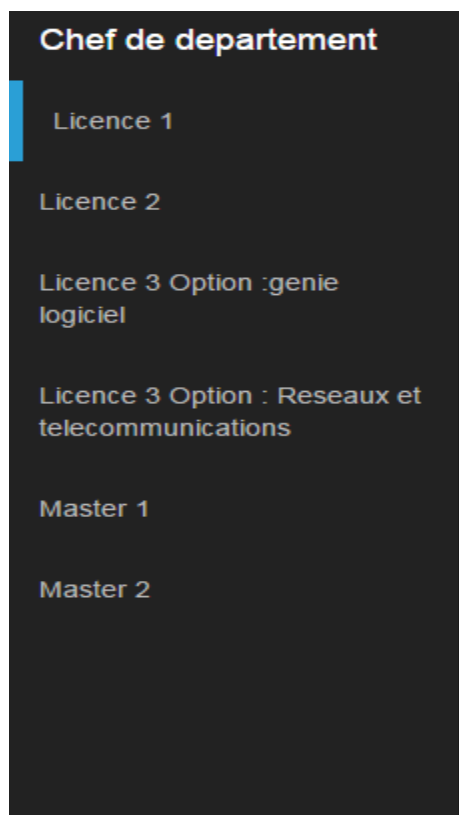 Chef de departement
Licence 1
Licence 2
Licence 3 Option :genie
logiciel
Licence 3 Option : Reseaux et
telecommunications
Master 1
Master 2